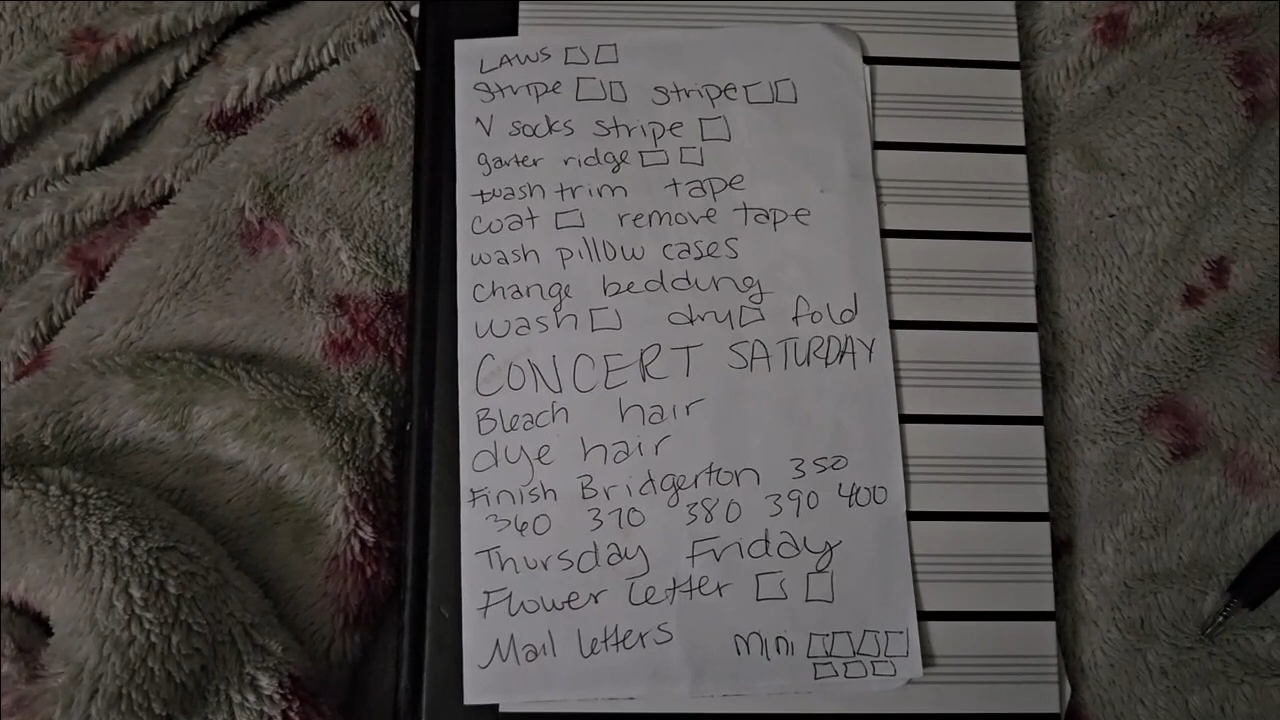 LAWS □ □
Stripe □ □ stripe □ □
V socks stripe □
garter ridge □ □
wash trim tape
coat □ remove tape
wash pillow cases
change bedding
wash □ dry □ fold
CONCERT SATURDAY
Bleach hair
dye hair
Finish Bridgerton 350
360 370 380 390 400
Thursday Friday
Flower Letter □ □
Mail letters mini □ □ □ □
□ □ □